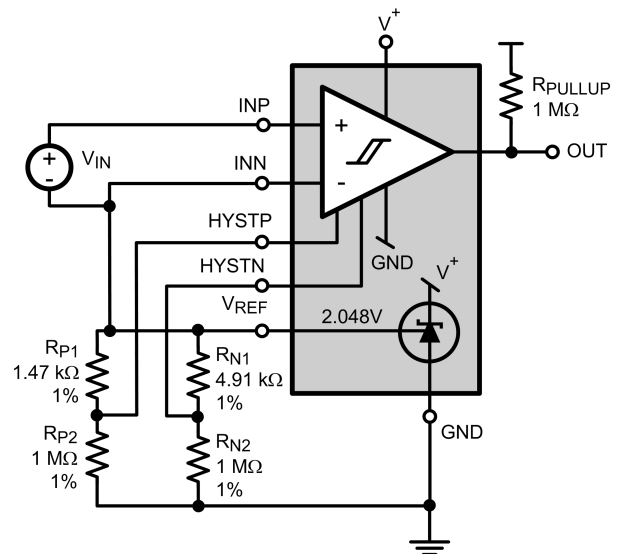 V+
RPULLUP
1 MΩ
INP
+
OUT
+
-
VIN
INN
-
HYSTP
GND
HYSTN
V+
VREF
2.048V
RP1
1.47 kΩ
1%
RN1
4.91 kΩ
1%
GND
RP2
1 MΩ
1%
RN2
1 MΩ
1%